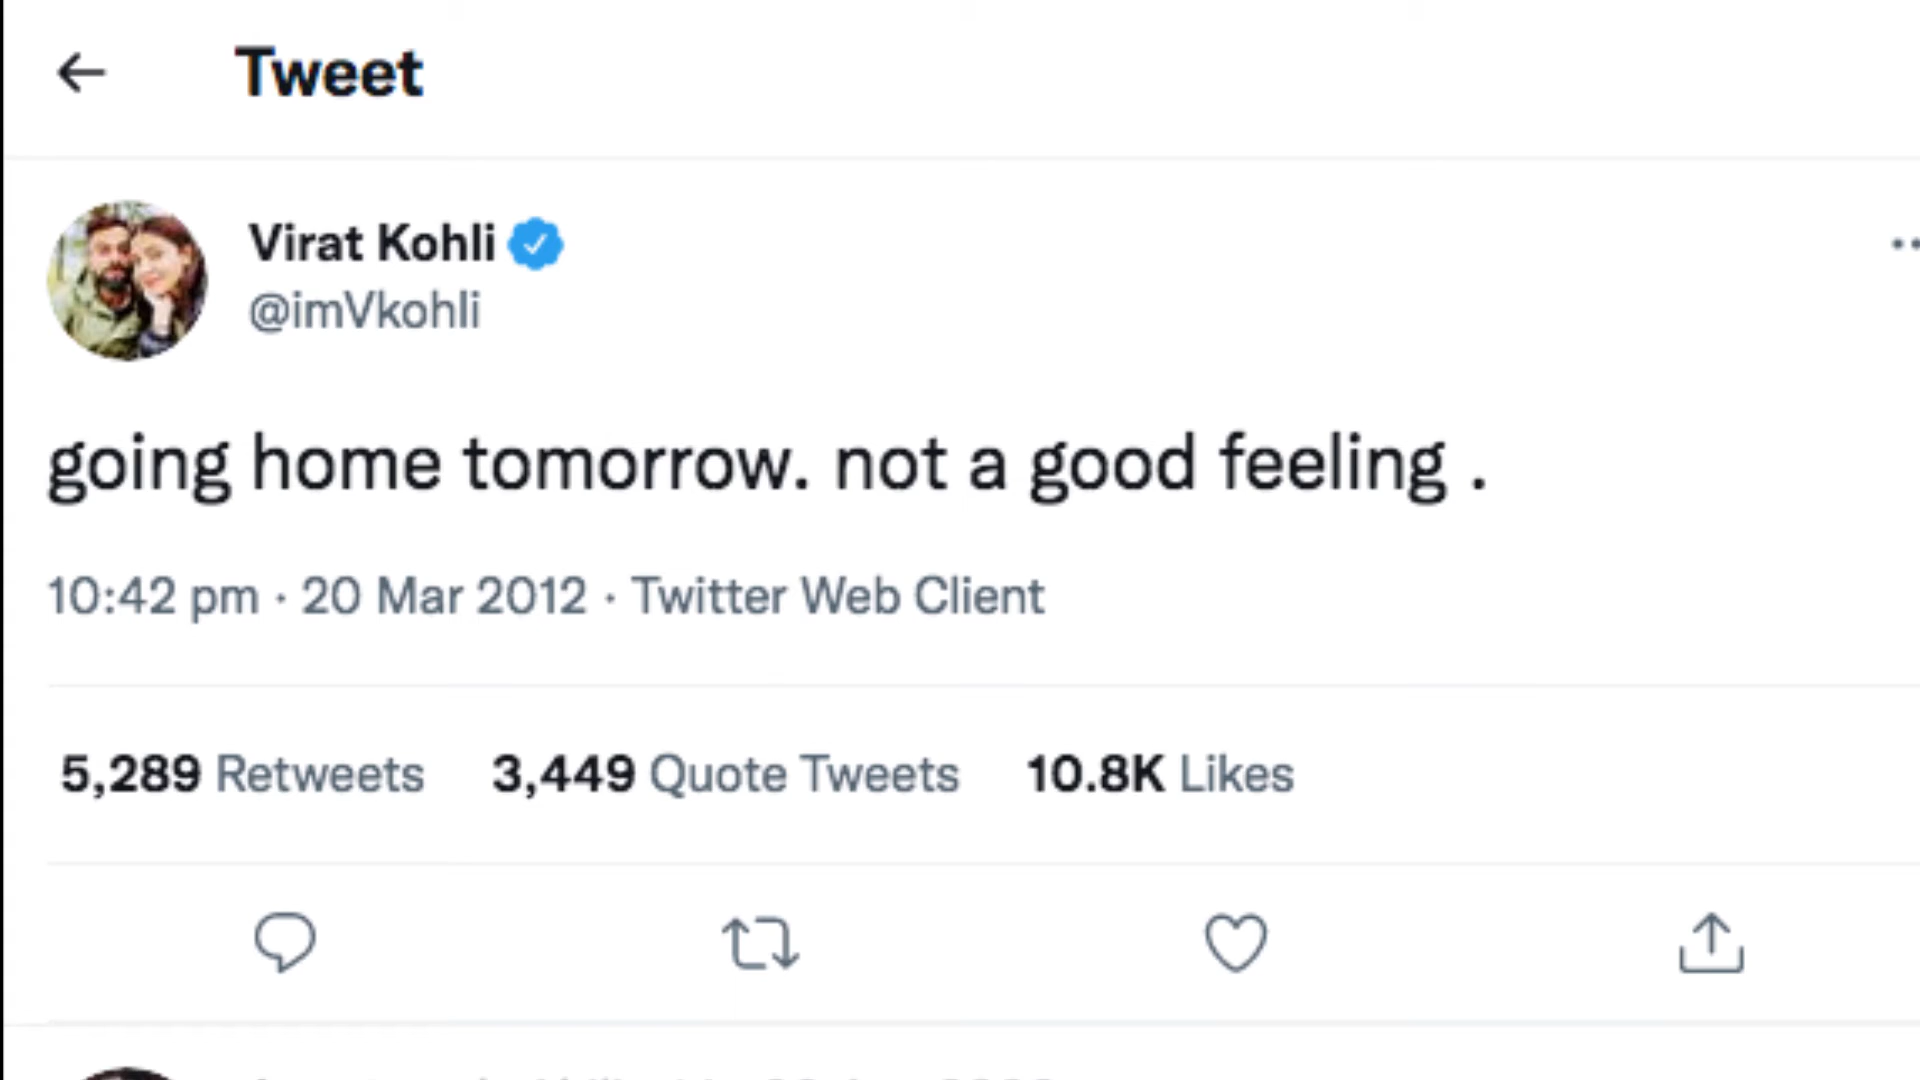 Tweet
Virat Kohli
@imVkohli
going home tomorrow. not a good feeling .
10:42 pm · 20 Mar 2012 · Twitter Web Client
5,289 Retweets 3,449 Quote Tweets 10.8K Likes